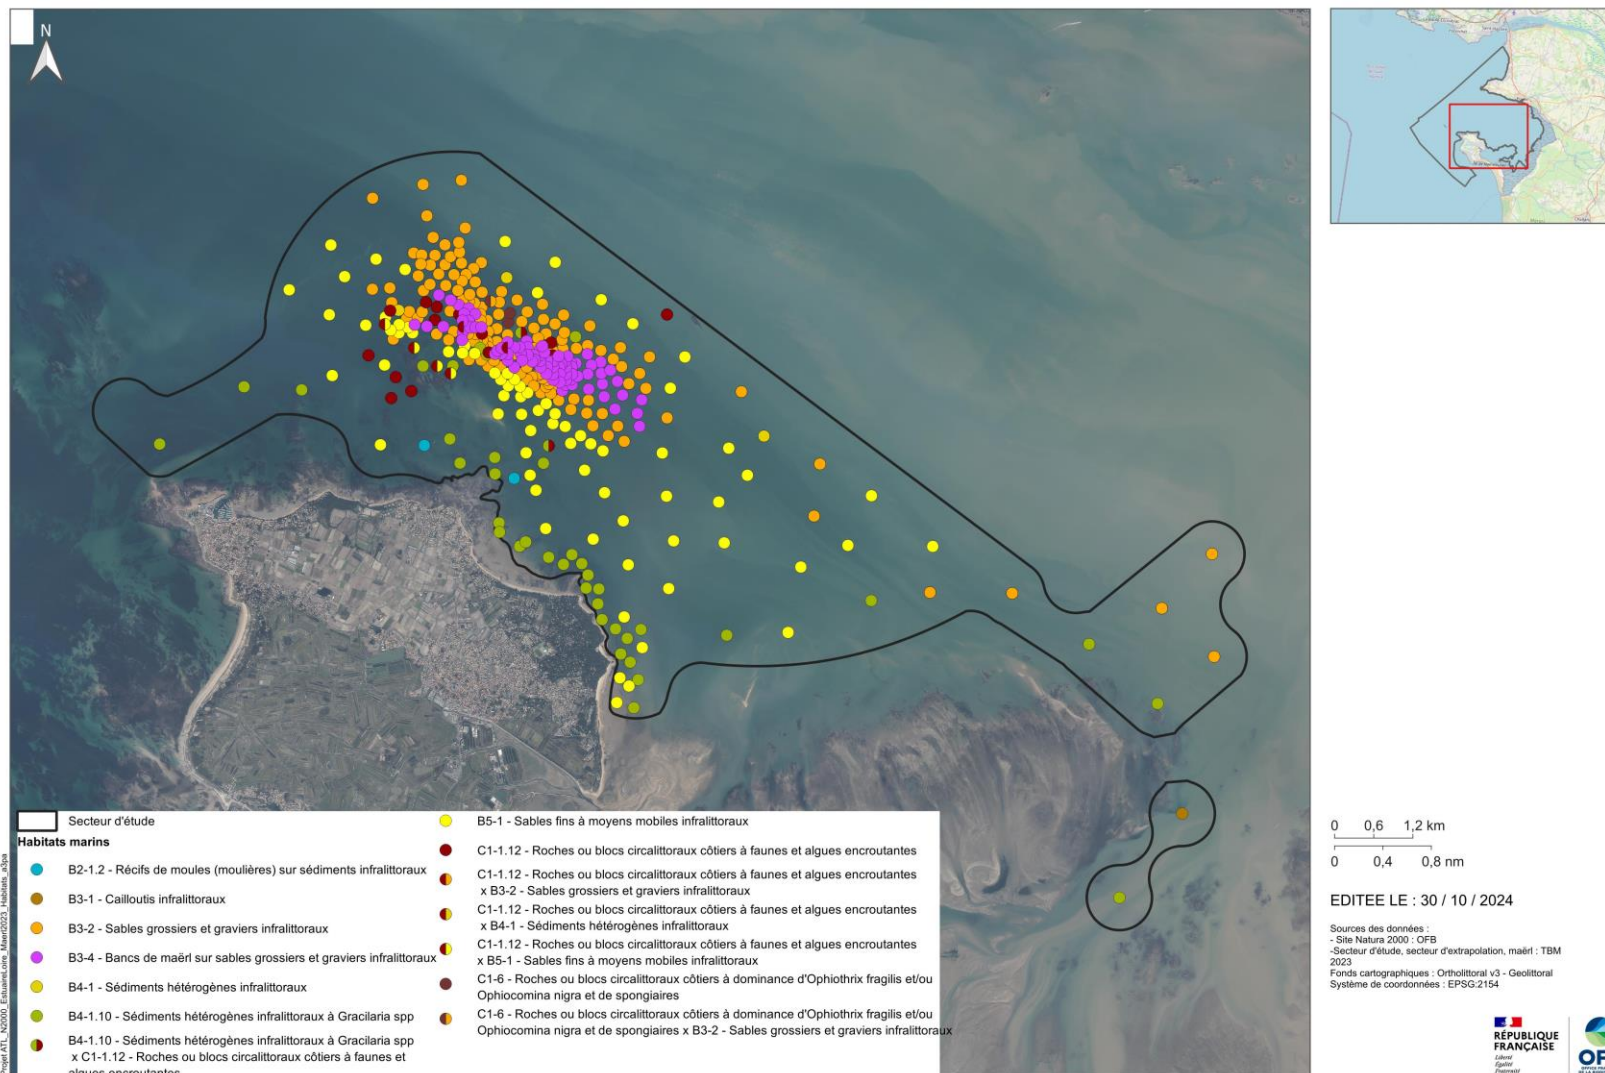 N
Secteur d'étude
Habitats marins
B2-1.2 - Récifs de moules (moulières) sur sédiments infralittoraux
B3-1 - Cailloutis infralittoraux
B3-2 - Sables grossiers et graviers infralittoraux
B3-4 - Bancs de maërl sur sables grossiers et graviers infralittoraux
B4-1 - Sédiments hétérogènes infralittoraux
B4-1.10 - Sédiments hétérogènes infralittoraux à Gracilaria spp
B4-1.10 - Sédiments hétérogènes infralittoraux à Gracilaria spp
x C1-1.12 - Roches ou blocs circalittoraux côtiers à faunes et
algues encroutantes
B5-1 - Sables fins à moyens mobiles infralittoraux
C1-1.12 - Roches ou blocs circalittoraux côtiers à faunes et algues encroutantes
C1-1.12 - Roches ou blocs circalittoraux côtiers à faunes et algues encroutantes
x B3-2 - Sables grossiers et graviers infralittoraux
C1-1.12 - Roches ou blocs circalittoraux côtiers à faunes et algues encroutantes
x B4-1 - Sédiments hétérogènes infralittoraux
C1-1.12 - Roches ou blocs circalittoraux côtiers à faunes et algues encroutantes
x B5-1 - Sables fins à moyens mobiles infralittoraux
C1-6 - Roches ou blocs circalittoraux côtiers à dominance d'Ophiothrix fragilis et/ou
Ophiocomina nigra et de spongiaires
C1-6 - Roches ou blocs circalittoraux côtiers à dominance d'Ophiothrix fragilis et/ou
Ophiocomina nigra et de spongiaires x B3-2 - Sables grossiers et graviers infralittoraux
0 0,6 1,2 km
0 0,4 0,8 nm
EDITEE LE : 30 / 10 / 2024
Sources des données :
- Site Natura 2000 : OFB
-Secteur d'étude, secteur d'extrapolation, maërl : TBM
2023
Fonds cartographiques : Ortholittoral v3 - Geolittoral
Système de coordonnées : EPSG:2154
RÉPUBLIQUE
FRANÇAISE
Liberté
Égalité
Fraternité